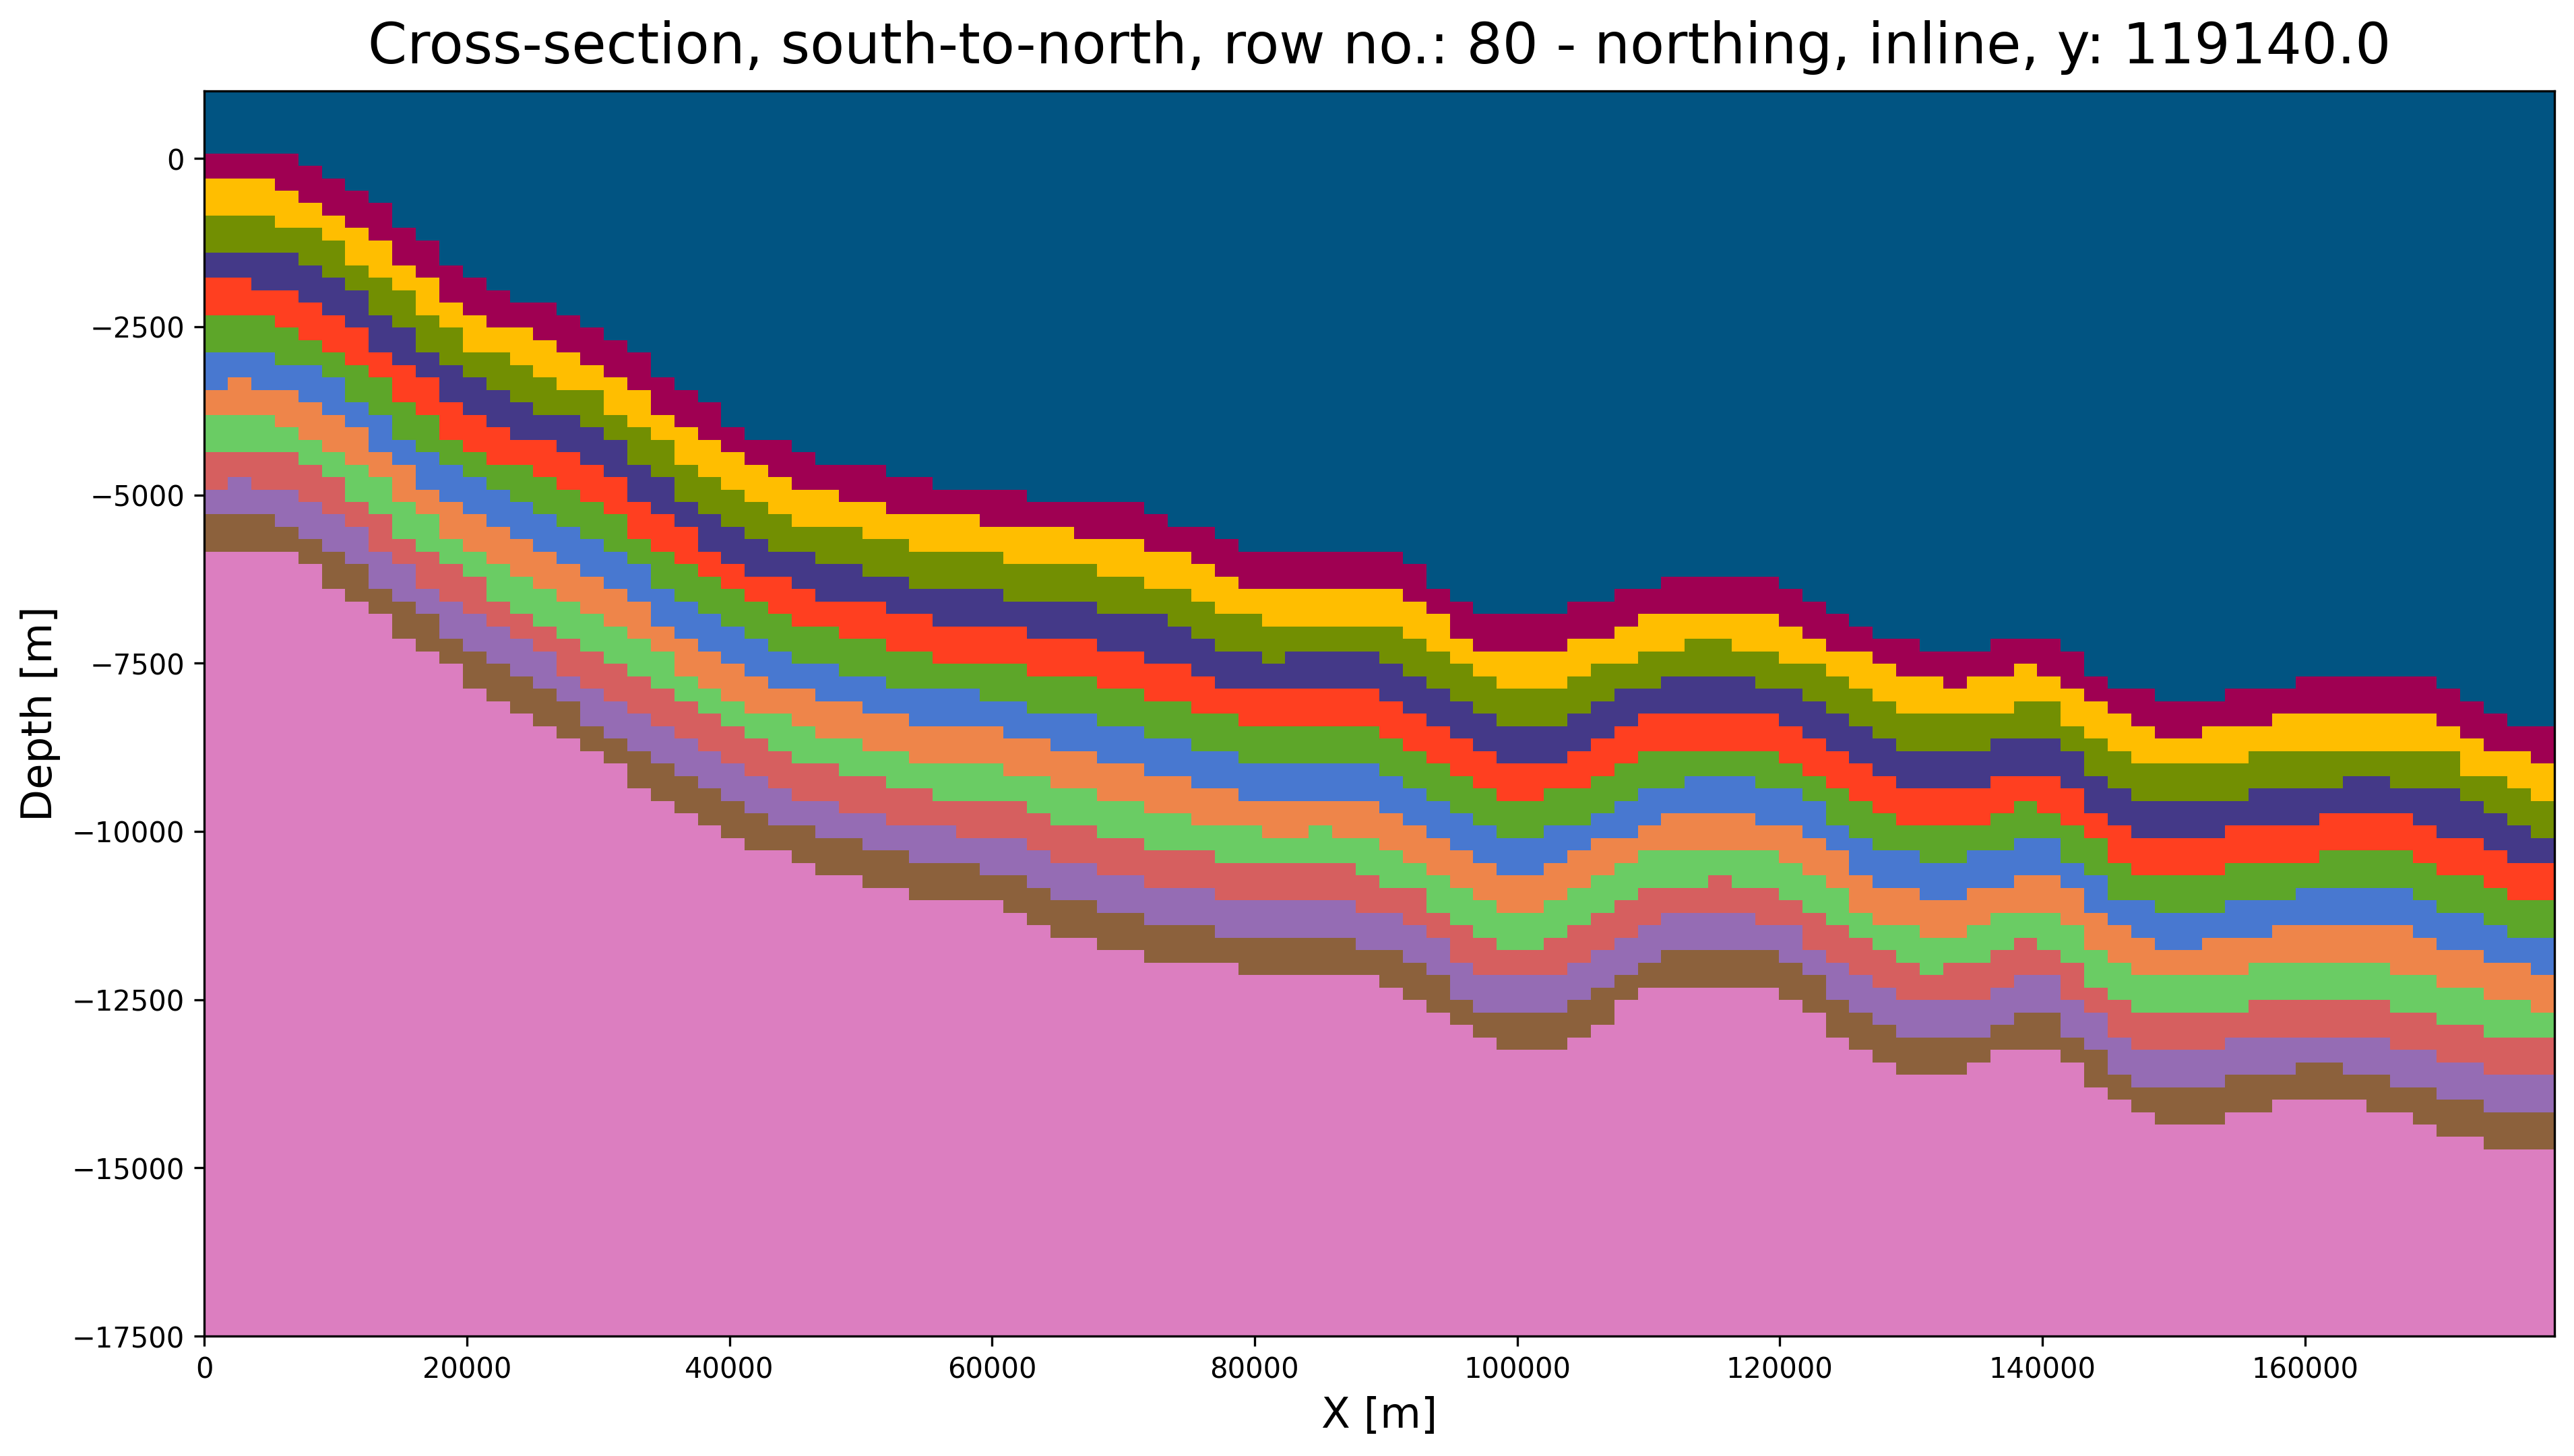 Cross-section, south-to-north, row no.: 80 - northing, inline, y: 119140.0
0
−2500
−5000
−7500
−10000
−12500
−15000
−17500
Depth [m]
0 20000 40000 60000 80000 100000 120000 140000 160000
X [m]